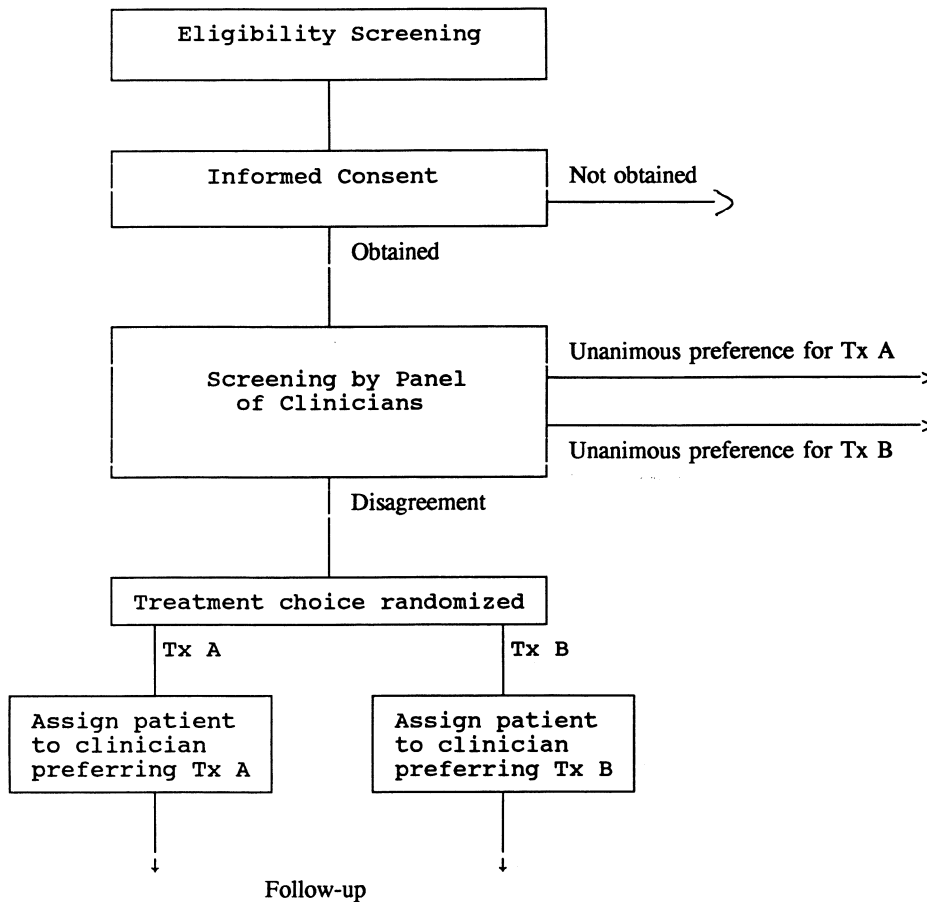 Eligibility Screening
Informed Consent
Not obtained
Obtained
Screening by Panel
of Clinicians
Unanimous preference for Tx A
Unanimous preference for Tx B
Disagreement
Treatment choice randomized
Tx A
Tx B
Assign patient
to clinician
preferring Tx A
Assign patient
to clinician
preferring Tx B
Follow-up